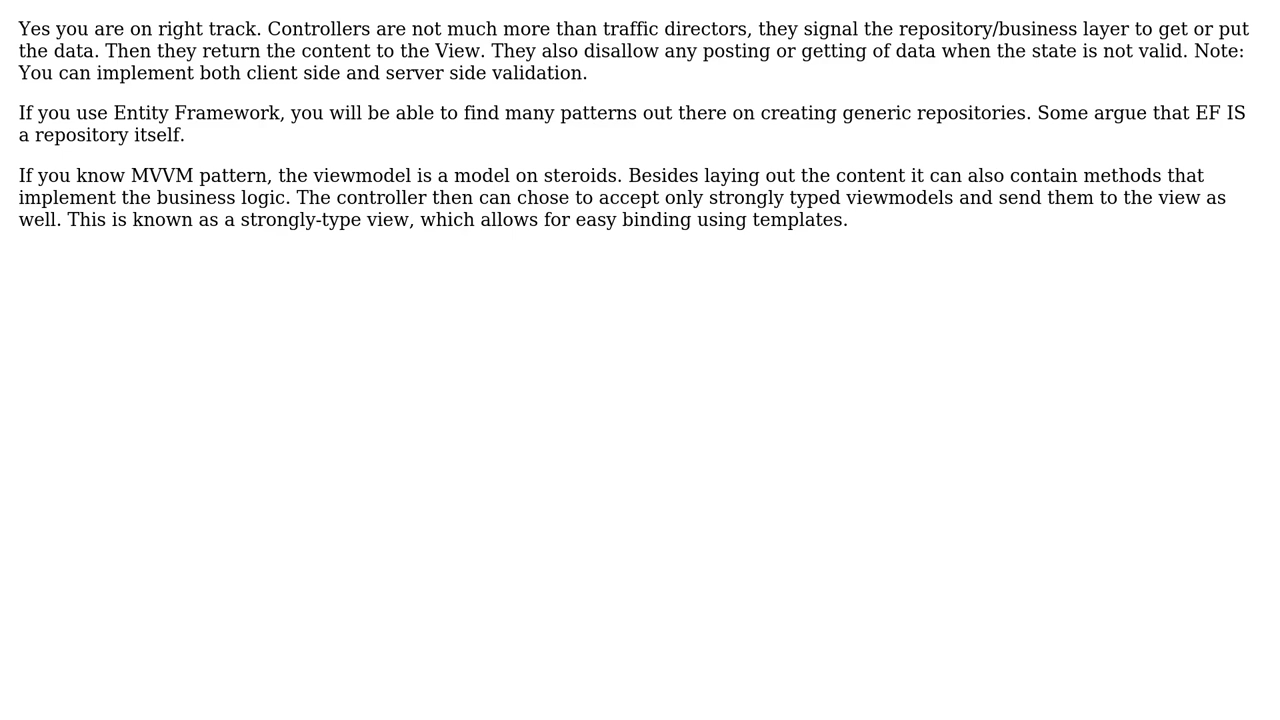 Yes you are on right track. Controllers are not much more than traffic directors, they signal the repository/business layer to get or put
the data. Then they return the content to the View. They also disallow any posting or getting of data when the state is not valid. Note:
You can implement both client side and server side validation.
If you use Entity Framework, you will be able to find many patterns out there on creating generic repositories. Some argue that EF IS
a repository itself.
If you know MVVM pattern, the viewmodel is a model on steroids. Besides laying out the content it can also contain methods that
implement the business logic. The controller then can chose to accept only strongly typed viewmodels and send them to the view as
well. This is known as a strongly-type view, which allows for easy binding using templates.